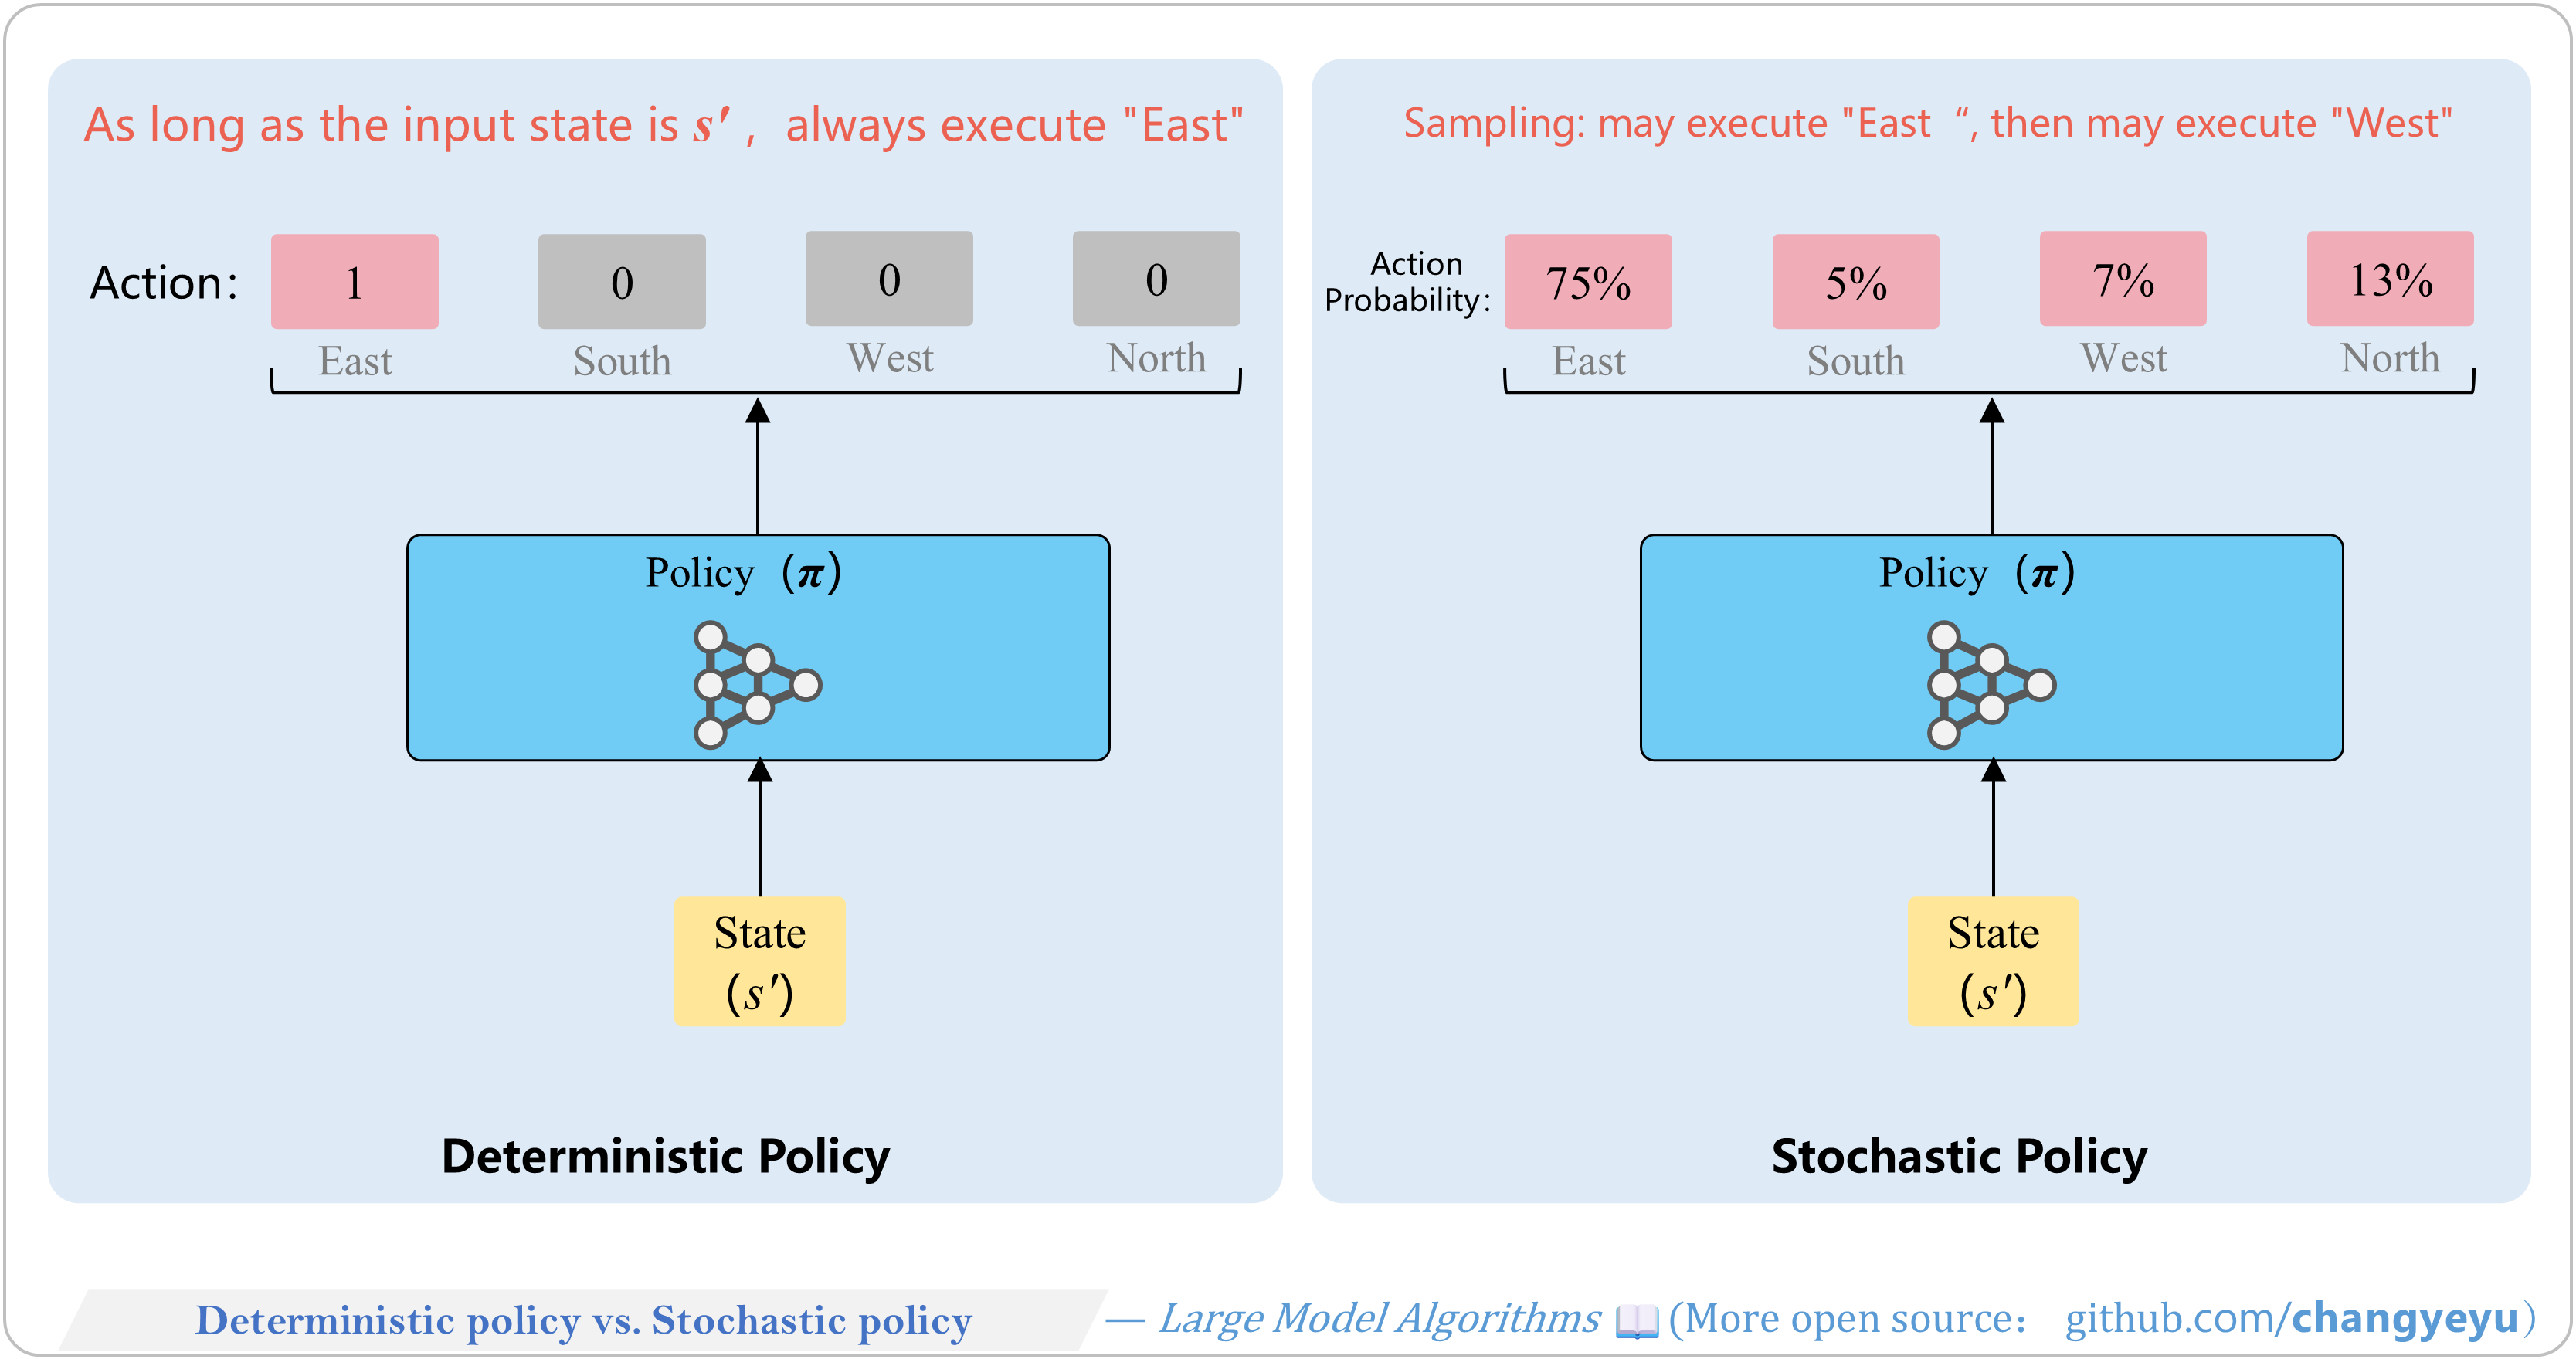 As long as the input state is s′ ,  always execute "East"
Action:
1
0
0
0
East
South
West
North
Policy (π)
State
(s′)
Deterministic Policy
Sampling: may execute "East “, then may execute "West"
Action
Probability:
75%
5%
7%
13%
East
South
West
North
Policy (π)
State
(s′)
Stochastic Policy
Deterministic policy vs. Stochastic policy — Large Model Algorithms 📖 (More open source： github.com/changyeyu）